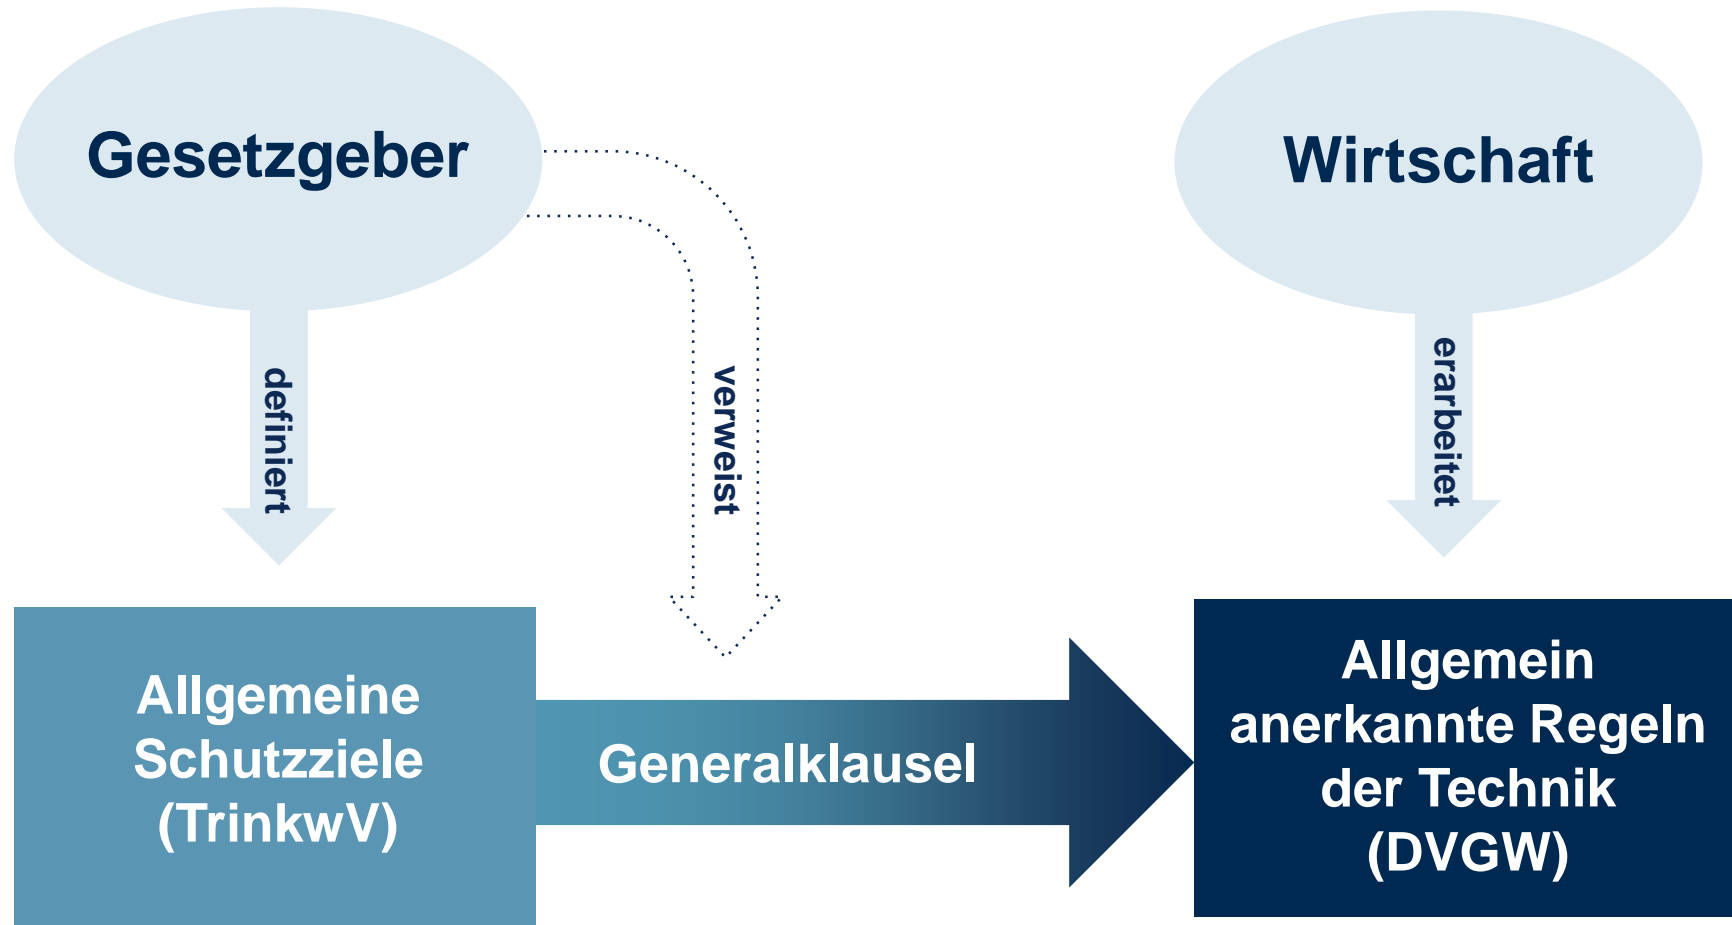 Gesetzgeber
Wirtschaft
definiert
verweist
erarbeitet
Allgemeine
Schutzziele
(TrinkwV)
Generalklausel
Allgemein
anerkannte Regeln
der Technik
(DVGW)